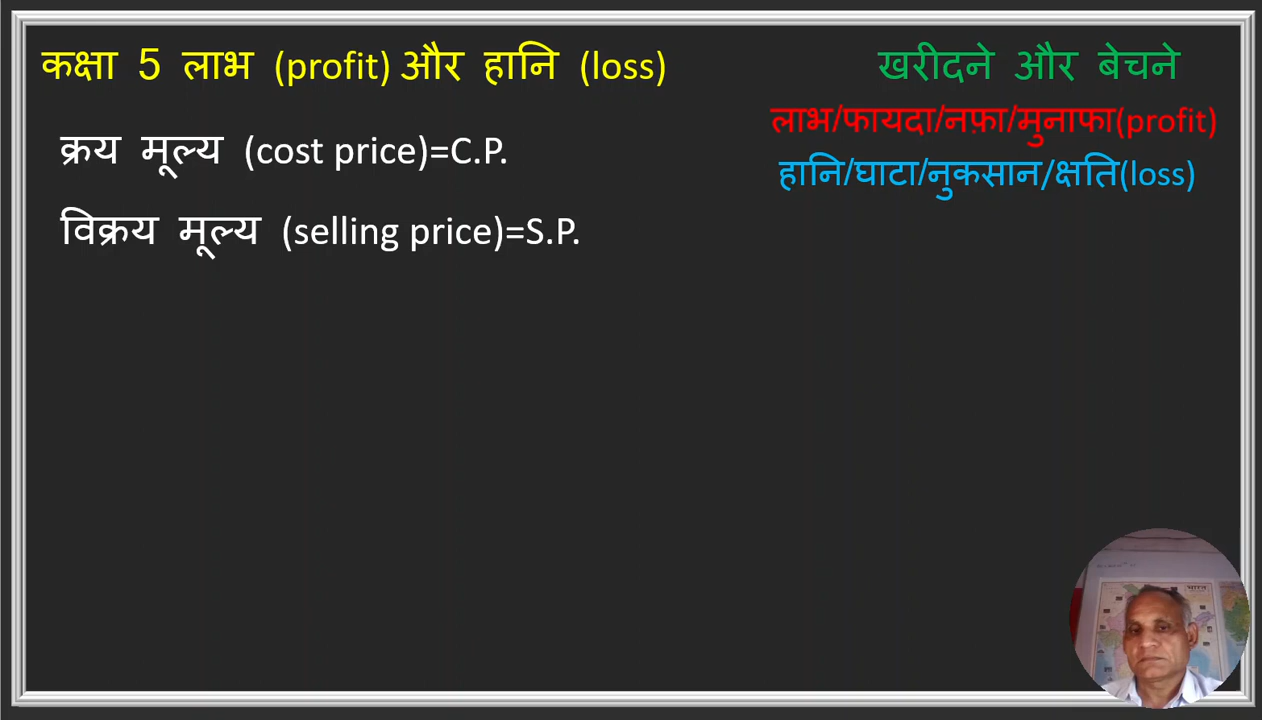 कक्षा 5 लाभ (profit) और हानि (loss)
खरीदने और बेचने
लाभ/फायदा/नफ़ा/मुनाफा(profit)
हानि/घाटा/नुकसान/क्षति(loss)
क्रय मूल्य (cost price)=C.P.
विक्रय मूल्य (selling price)=S.P.
भारत